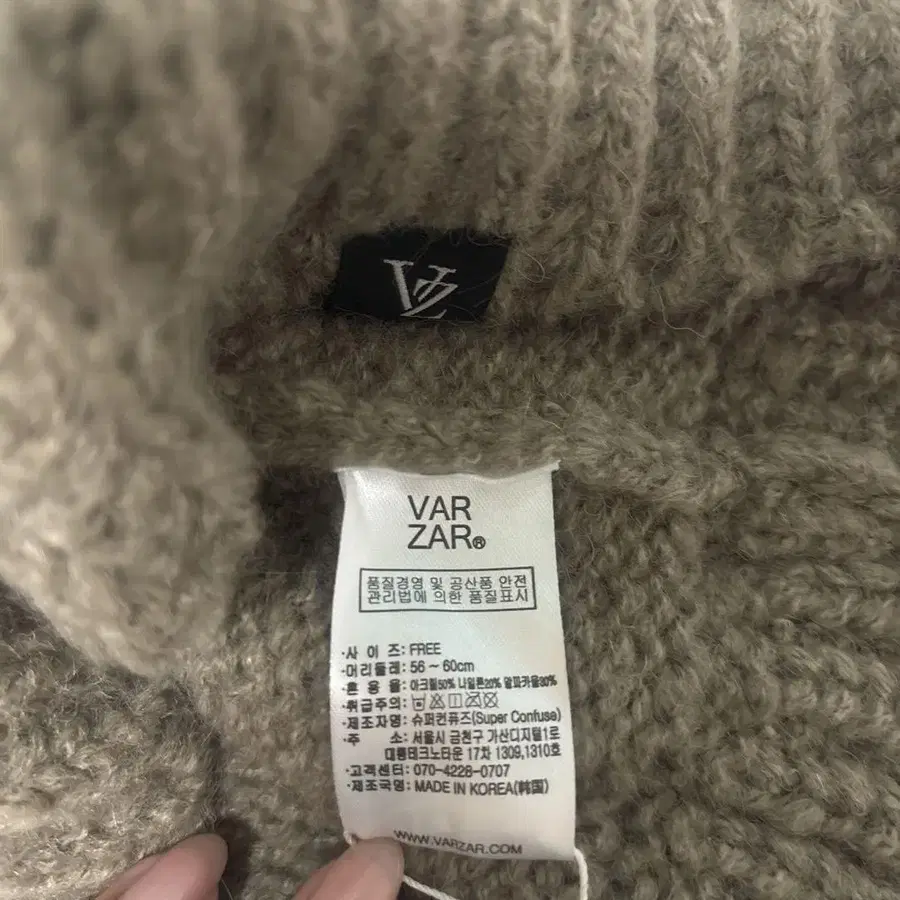 VZ
VAR
ZAR®
품질경영 및 공산품 안전
관리법에 의한 품질표시
·사 이 즈: FREE
·머리둘레: 56 ~ 60cm
·혼 용 율: 아크릴50% 나일론20% 알파카울30%
·취급주의:
·제조자명: 슈퍼컨퓨즈(Super Confuse)
·주 소: 서울시 금천구 가산디지털1로
대륭테크노타운 17차 1309,1310호
·고객센터: 070-4228-0707
·제조국명: MADE IN KOREA(韩国)
WWW.VARZAR.COM